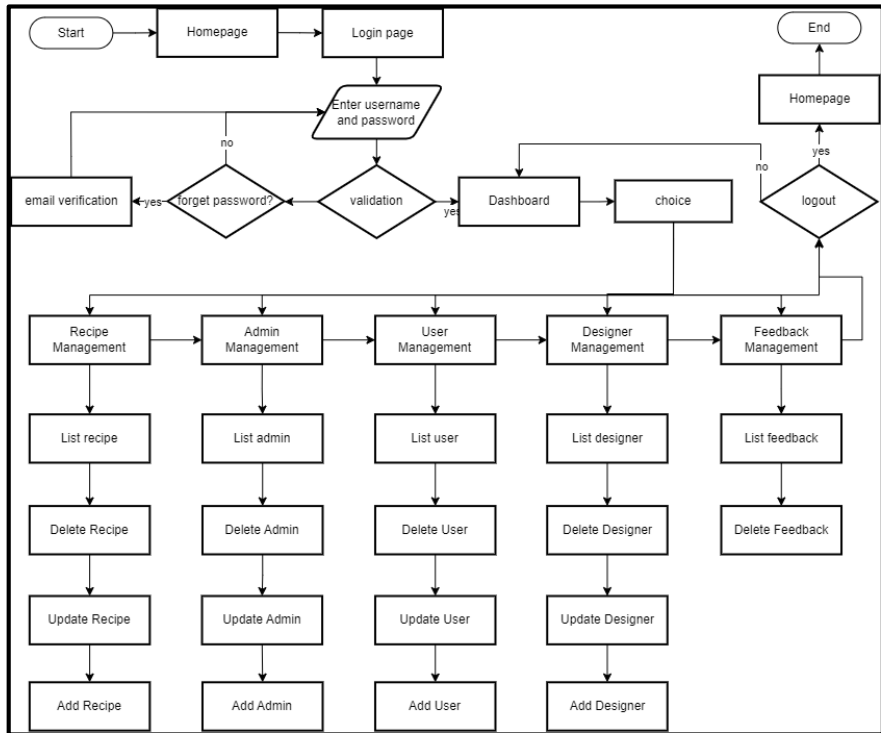 Start
Homepage
Login page
End
Enter username
and password
Homepage
no
no
yes
email verification
yes
forget password?
validation
yes
Dashboard
choice
logout
Recipe
Management
Admin
Management
User
Management
Designer
Management
Feedback
Management
List recipe
List admin
List user
List designer
List feedback
Delete Recipe
Delete Admin
Delete User
Delete Designer
Delete Feedback
Update Recipe
Update Admin
Update User
Update Designer
Add Recipe
Add Admin
Add User
Add Designer